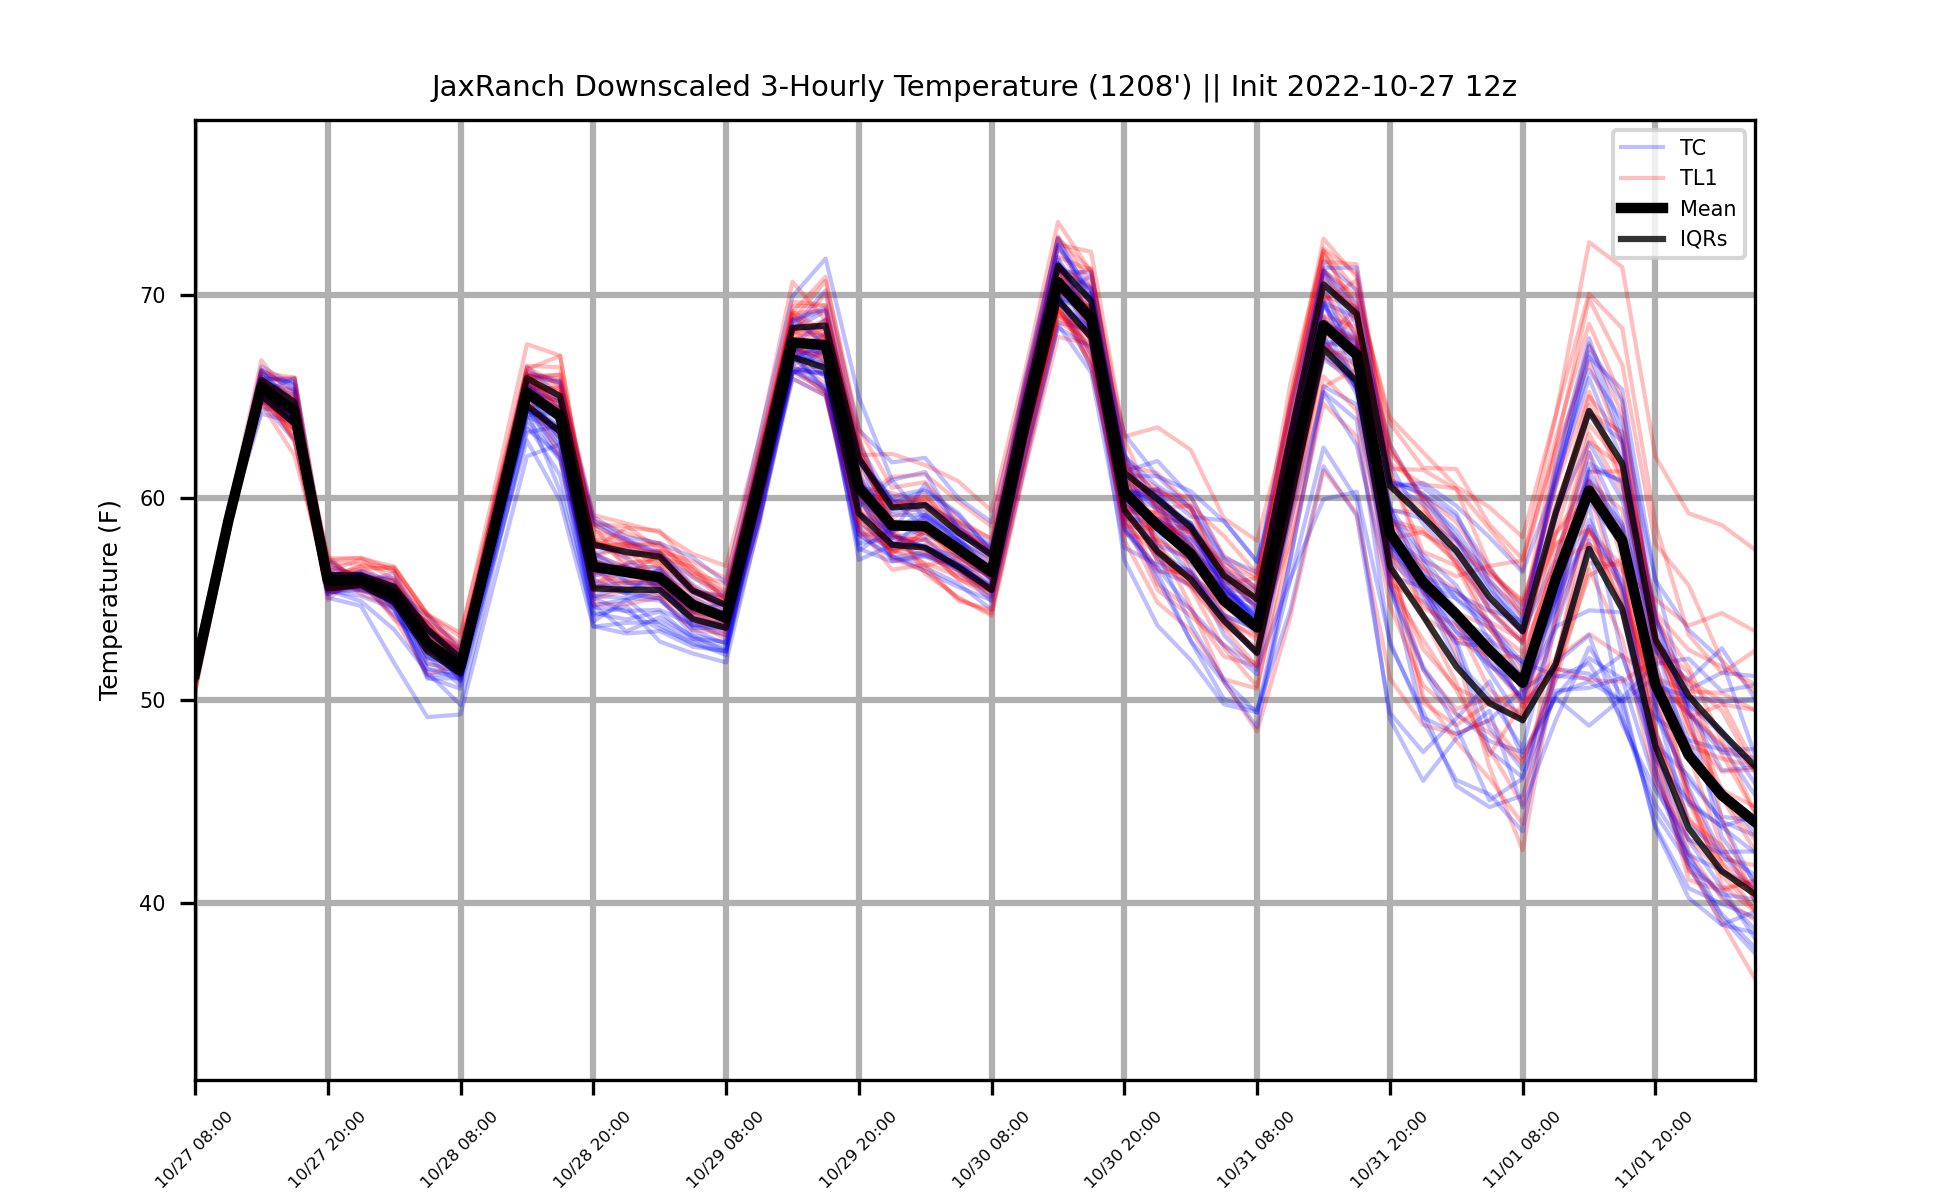 JaxRanch Downscaled 3-Hourly Temperature (1208') || Init 2022-10-27 12z
TC
TL1
Mean
IQRs
Temperature (F)
70
60
50
40
10/27 08:00
10/27 20:00
10/28 08:00
10/28 20:00
10/29 08:00
10/29 20:00
10/30 08:00
10/30 20:00
10/31 08:00
10/31 20:00
11/01 08:00
11/01 20:00